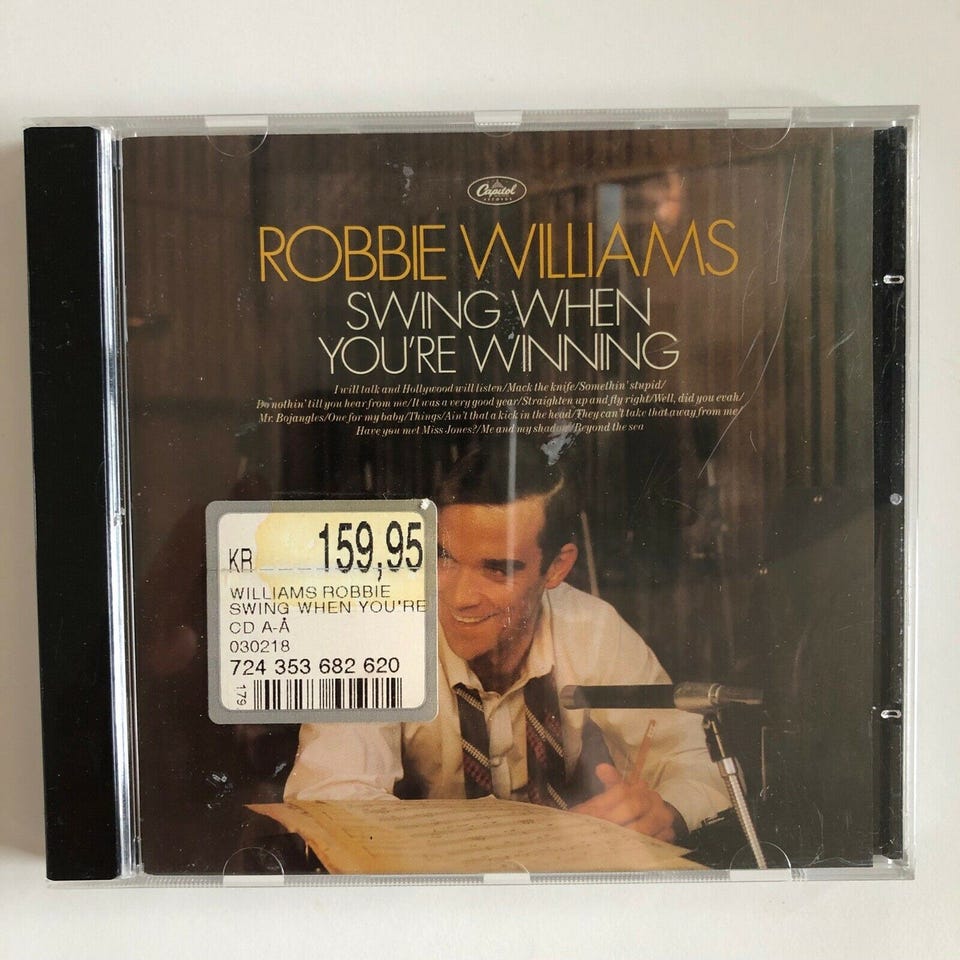 Capitol
RECORDS
ROBBIE WILLIAMS
SWING WHEN
YOU'RE WINNING
I will talk and Hollywood will listen/Mack the knife/Somethin' stupid/
Do nothin' till you hear from me/It was a very good year/Straighten up and fly right/Well, did you evah/
Mr. Bojangles/One for my baby/Things/Ain't that a kick in the head/They can't take that away from me/
Have you met Miss Jones?/Me and my shadow/Beyond the sea
KR 159,95
WILLIAMS ROBBIE
SWING WHEN YOU'RE
CD A-Å
030218
724 353 682 620
179